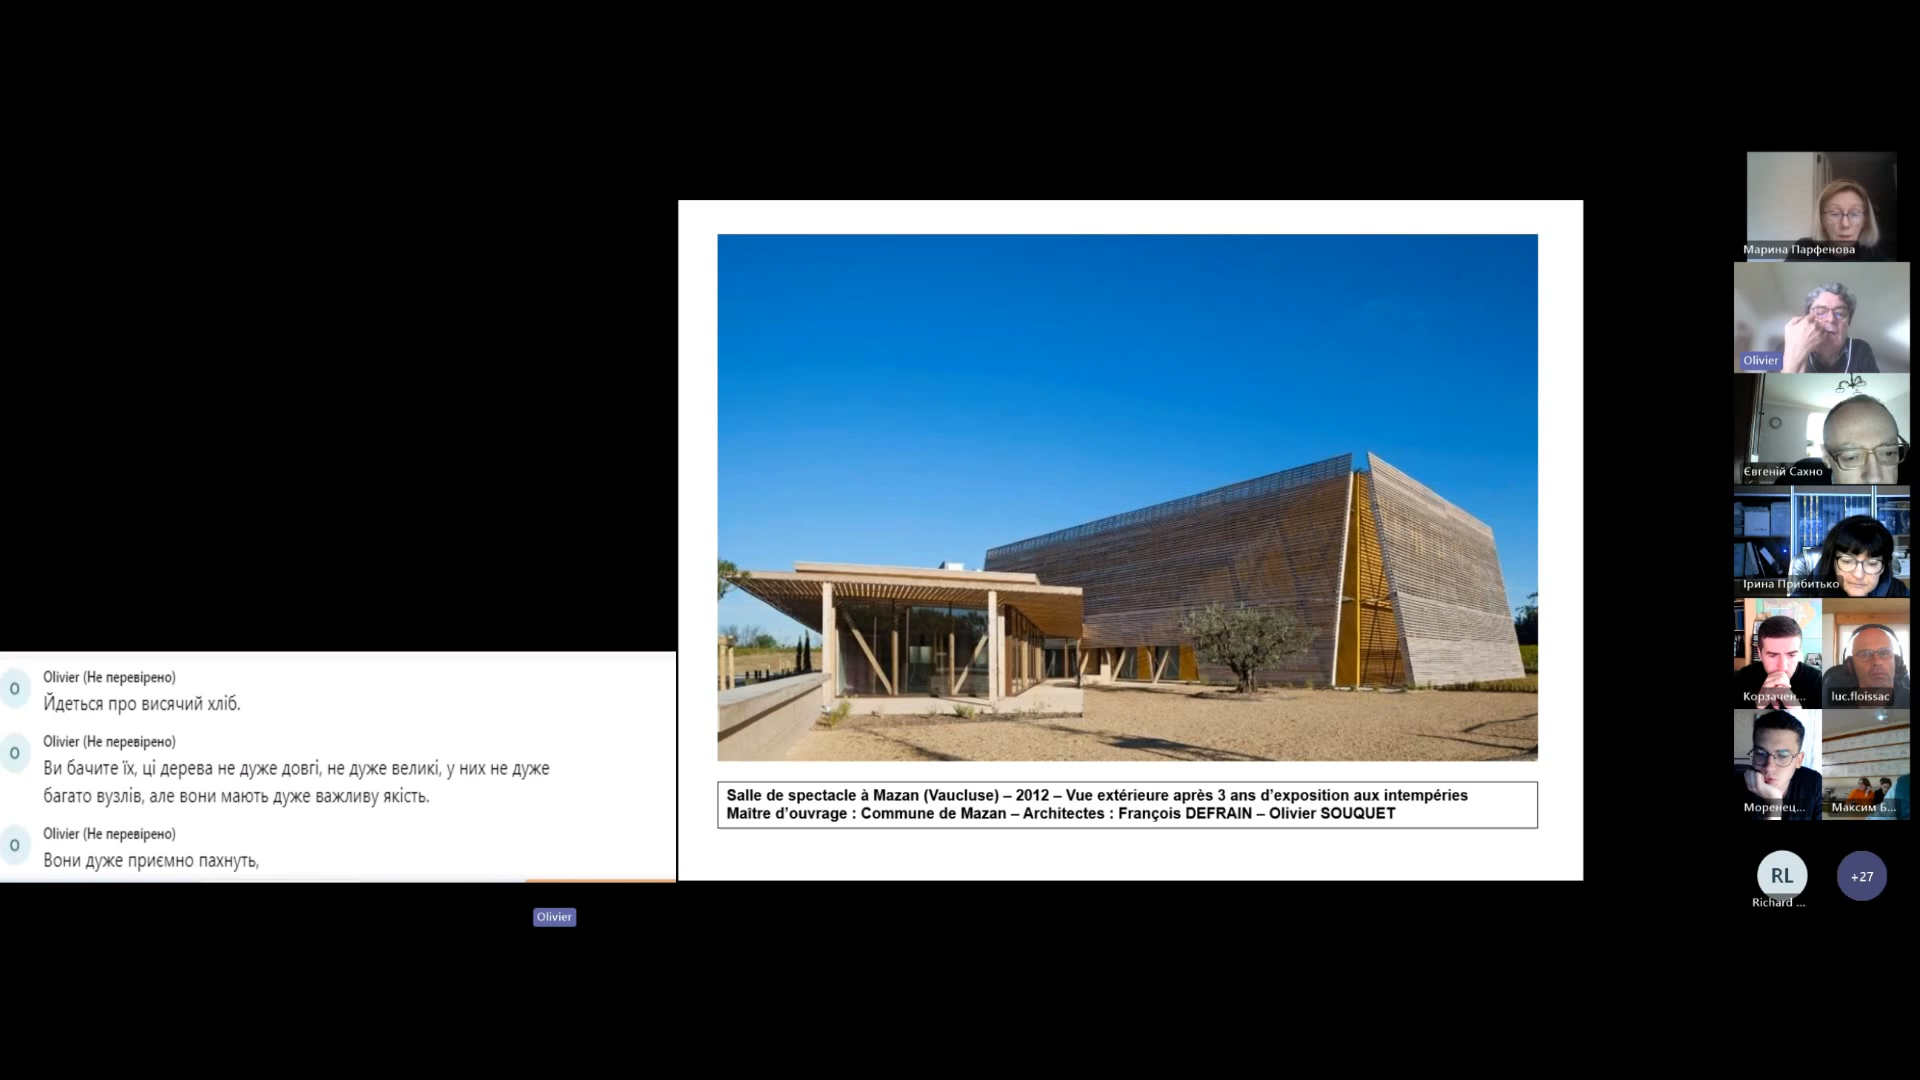 O
Olivier (Не перевірено)
Йдеться про висячий хліб.
O
Olivier (Не перевірено)
Ви бачите їх, ці дерева не дуже довгі, не дуже великі, у них не дуже
багато вузлів, але вони мають дуже важливу якість.
O
Olivier (Не перевірено)
Вони дуже приємно пахнуть,
Olivier
Salle de spectacle à Mazan (Vaucluse) – 2012 – Vue extérieure après 3 ans d’exposition aux intempéries
Maître d’ouvrage : Commune de Mazan – Architectes : François DEFRAIN – Olivier SOUQUET
Марина Парфенова
Olivier
Євгеній Сахно
Ірина Прибитько
Корзачен...
luc.floissac
Моренец...
Максим Б...
RL
+27
Richard ...